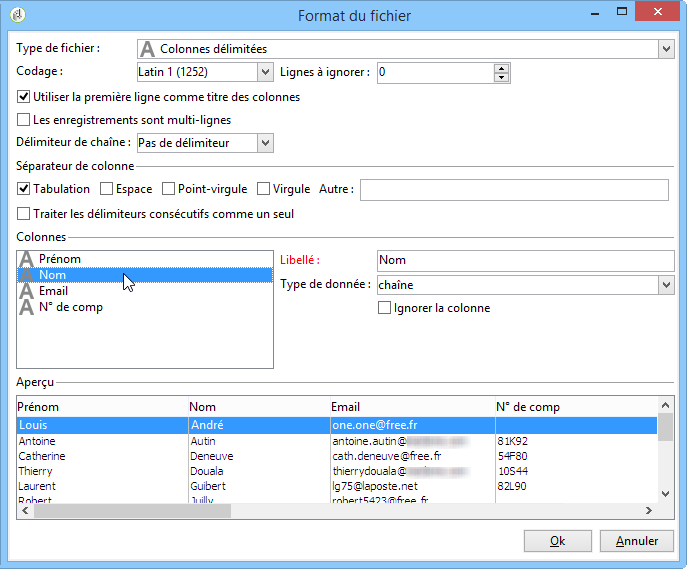 Format du fichier
Type de fichier : Colonnes délimitées
Codage : Latin 1 (1252) Lignes à ignorer : 0
Utiliser la première ligne comme titre des colonnes
Les enregistrements sont multi-lignes
Délimiteur de chaîne : Pas de délimiteur
Séparateur de colonne
Tabulation Espace Point-virgule Virgule Autre :
Traiter les délimiteurs consécutifs comme un seul
Colonnes
Prénom Libellé : Nom
Nom
Email Type de donnée : chaîne
N° de comp Ignorer la colonne
Aperçu
Prénom Nom Email N° de comp
Louis André one.one@free.fr
Antoine Autin antoine.autin@ 81K92
Catherine Deneuve cath.deneuve@free.fr 54F80
Thierry Douala thierrydouala@ 10S44
Laurent Guibert lg75@laposte.net 82L90
Robert Juilly robert5423@free.fr
Ok Annuler